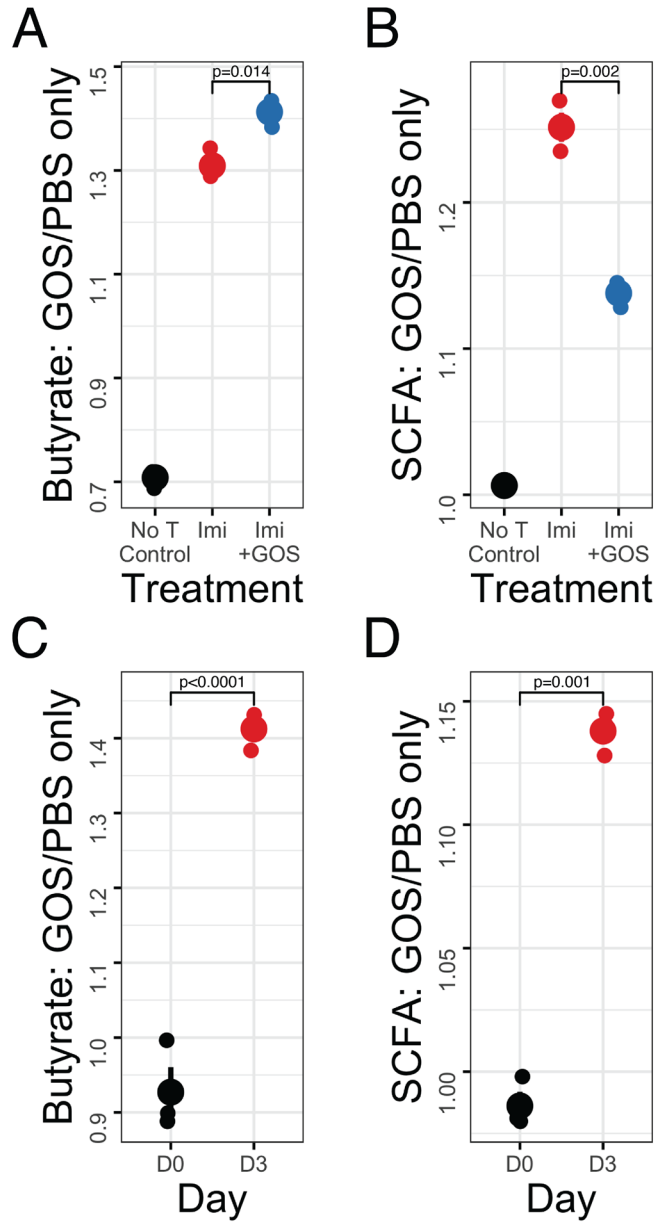 A
Butyrate: GOS/PBS only
1.5
1.3
1.1
0.9
0.7
p=0.014
No T Control
Imi
Imi +GOS
Treatment
B
SCFA: GOS/PBS only
1.2
1.1
1.0
p=0.002
No T Control
Imi
Imi +GOS
Treatment
C
Butyrate: GOS/PBS only
1.4
1.3
1.2
1.1
1.0
0.9
p<0.0001
D0
D3
Day
D
SCFA: GOS/PBS only
1.15
1.10
1.05
1.00
p=0.001
D0
D3
Day